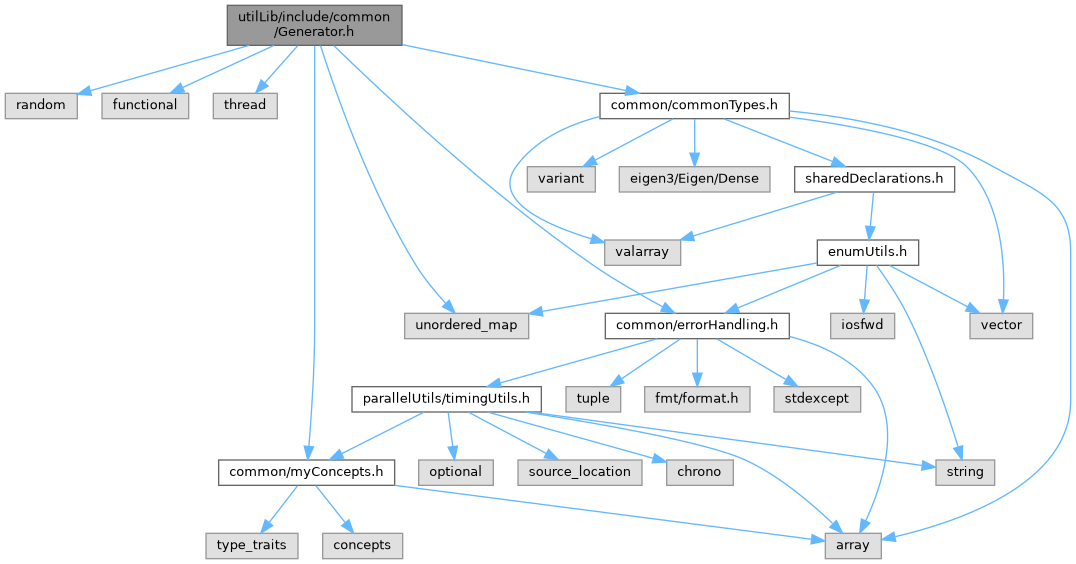 utilLib/include/common
/Generator.h
random
functional
thread
common/commonTypes.h
variant
eigen3/Eigen/Dense
sharedDeclarations.h
valarray
enumUtils.h
unordered_map
common/errorHandling.h
iosfwd
vector
parallelUtils/timingUtils.h
tuple
fmt/format.h
stdexcept
common/myConcepts.h
optional
source_location
chrono
string
type_traits
concepts
array